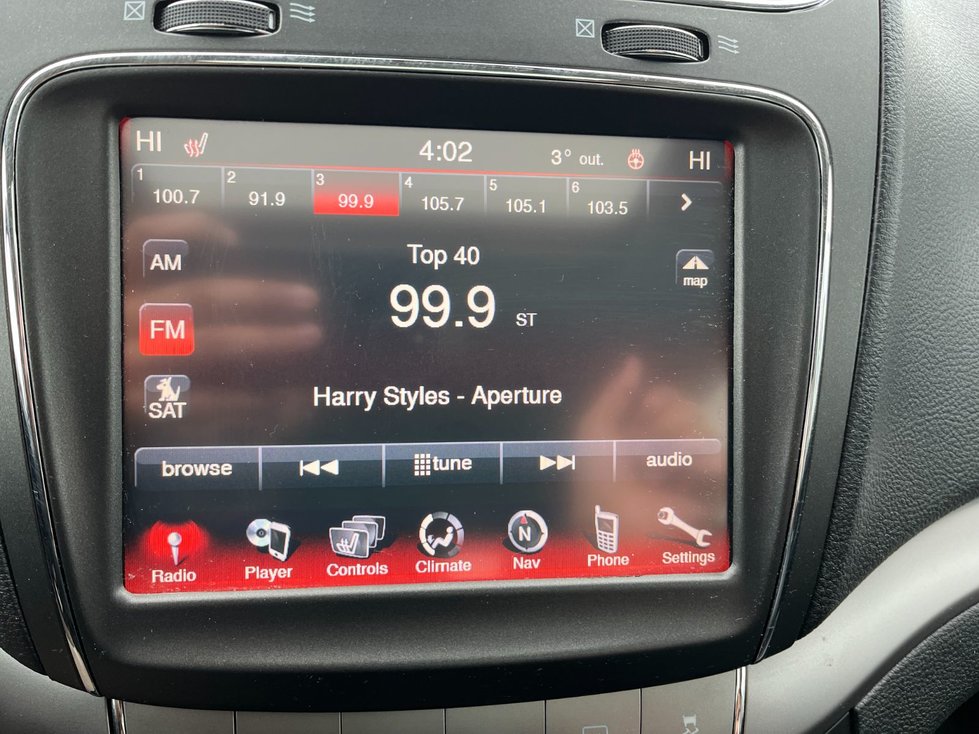 HI 4:02 3° out. HI
1 2 3 4 5 6
100.7 91.9 99.9 105.7 105.1 103.5
AM
Top 40
map
FM
99.9 ST
SAT
Harry Styles - Aperture
browse tune audio
N
Radio Player Controls Climate Nav Phone Settings